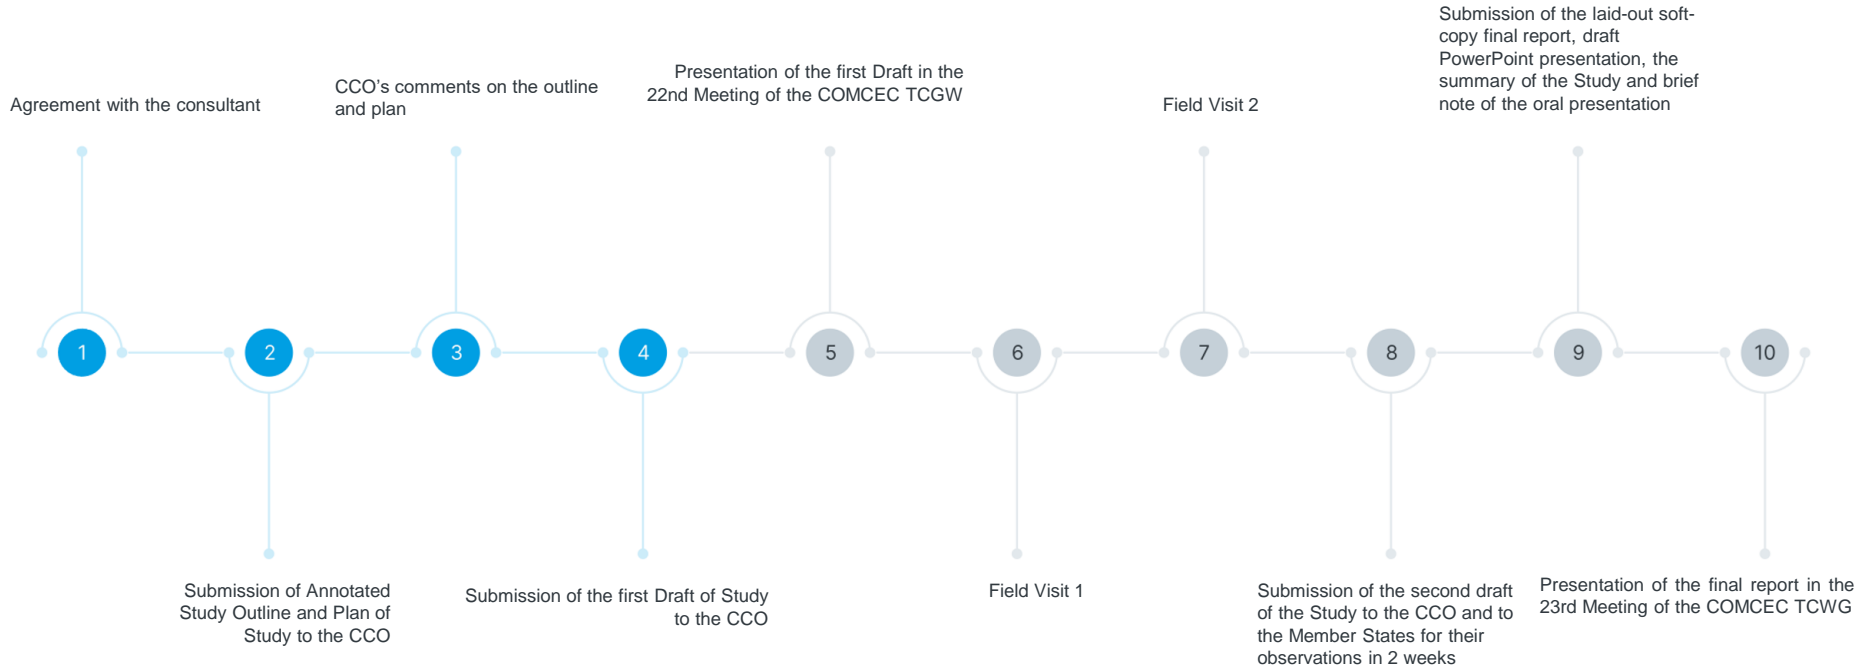 Submission of the laid-out soft-
copy final report, draft
PowerPoint presentation, the
summary of the Study and brief
note of the oral presentation
Presentation of the first Draft in the
22nd Meeting of the COMCEC TCGW
CCO's comments on the outline
and plan
Agreement with the consultant
Field Visit 2
1
2
3
4
5
6
7
8
9
10
Submission of Annotated
Study Outline and Plan of
Study to the CCO
Submission of the first Draft of Study
to the CCO
Field Visit 1
Submission of the second draft
of the Study to the CCO and to
the Member States for their
observations in 2 weeks
Presentation of the final report in the
23rd Meeting of the COMCEC TCWG